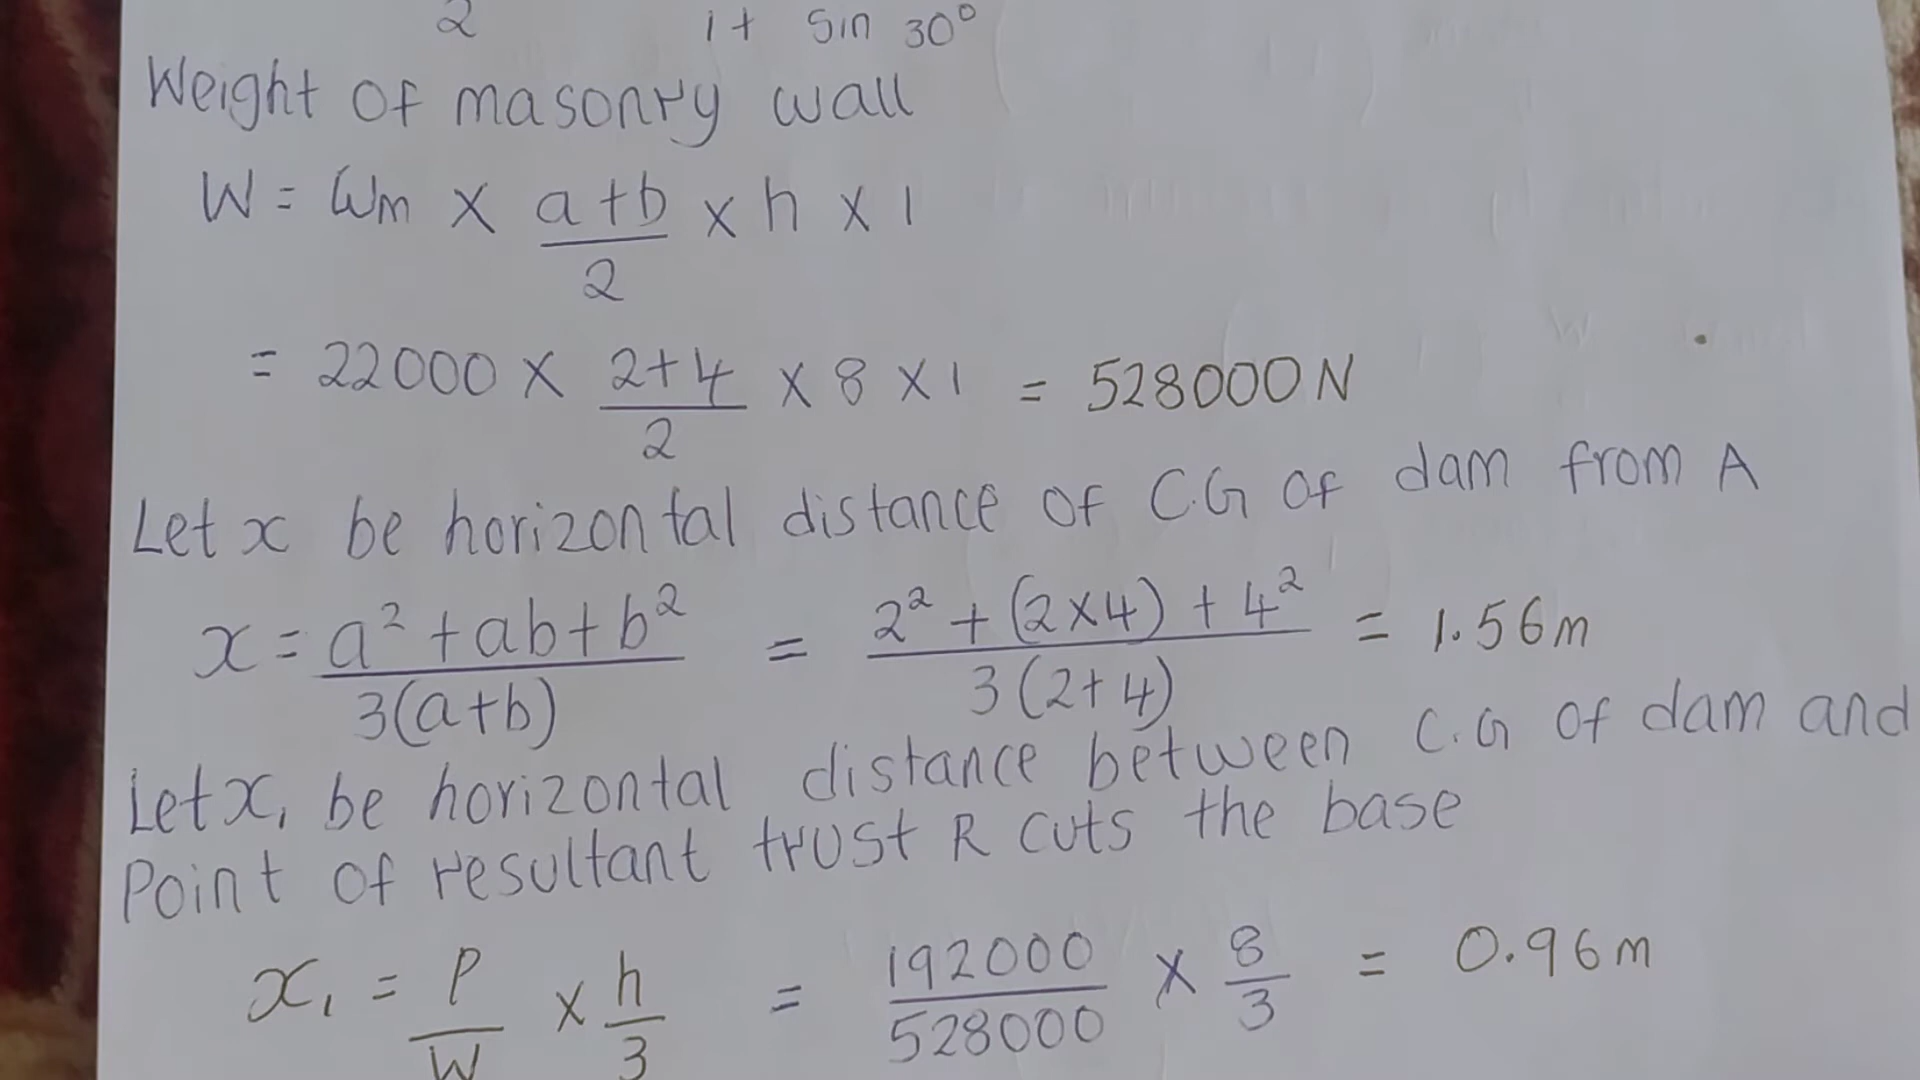 2 1 + Sin 30°
Weight of masonry wall
W = Wm × (a+b)/2 × h × 1
= 22000 × (2+4)/2 × 8 × 1 = 528000 N
Let x be horizontal distance of C.G of dam from A
x = (a² + ab + b²)/(3(a+b)) = (2² + (2×4) + 4²)/(3(2+4)) = 1.56m
Let x₁ be horizontal distance between C.G of dam and
Point of resultant trust R cuts the base
x₁ = P/W × h/3 = 192000/528000 × 8/3 = 0.96m